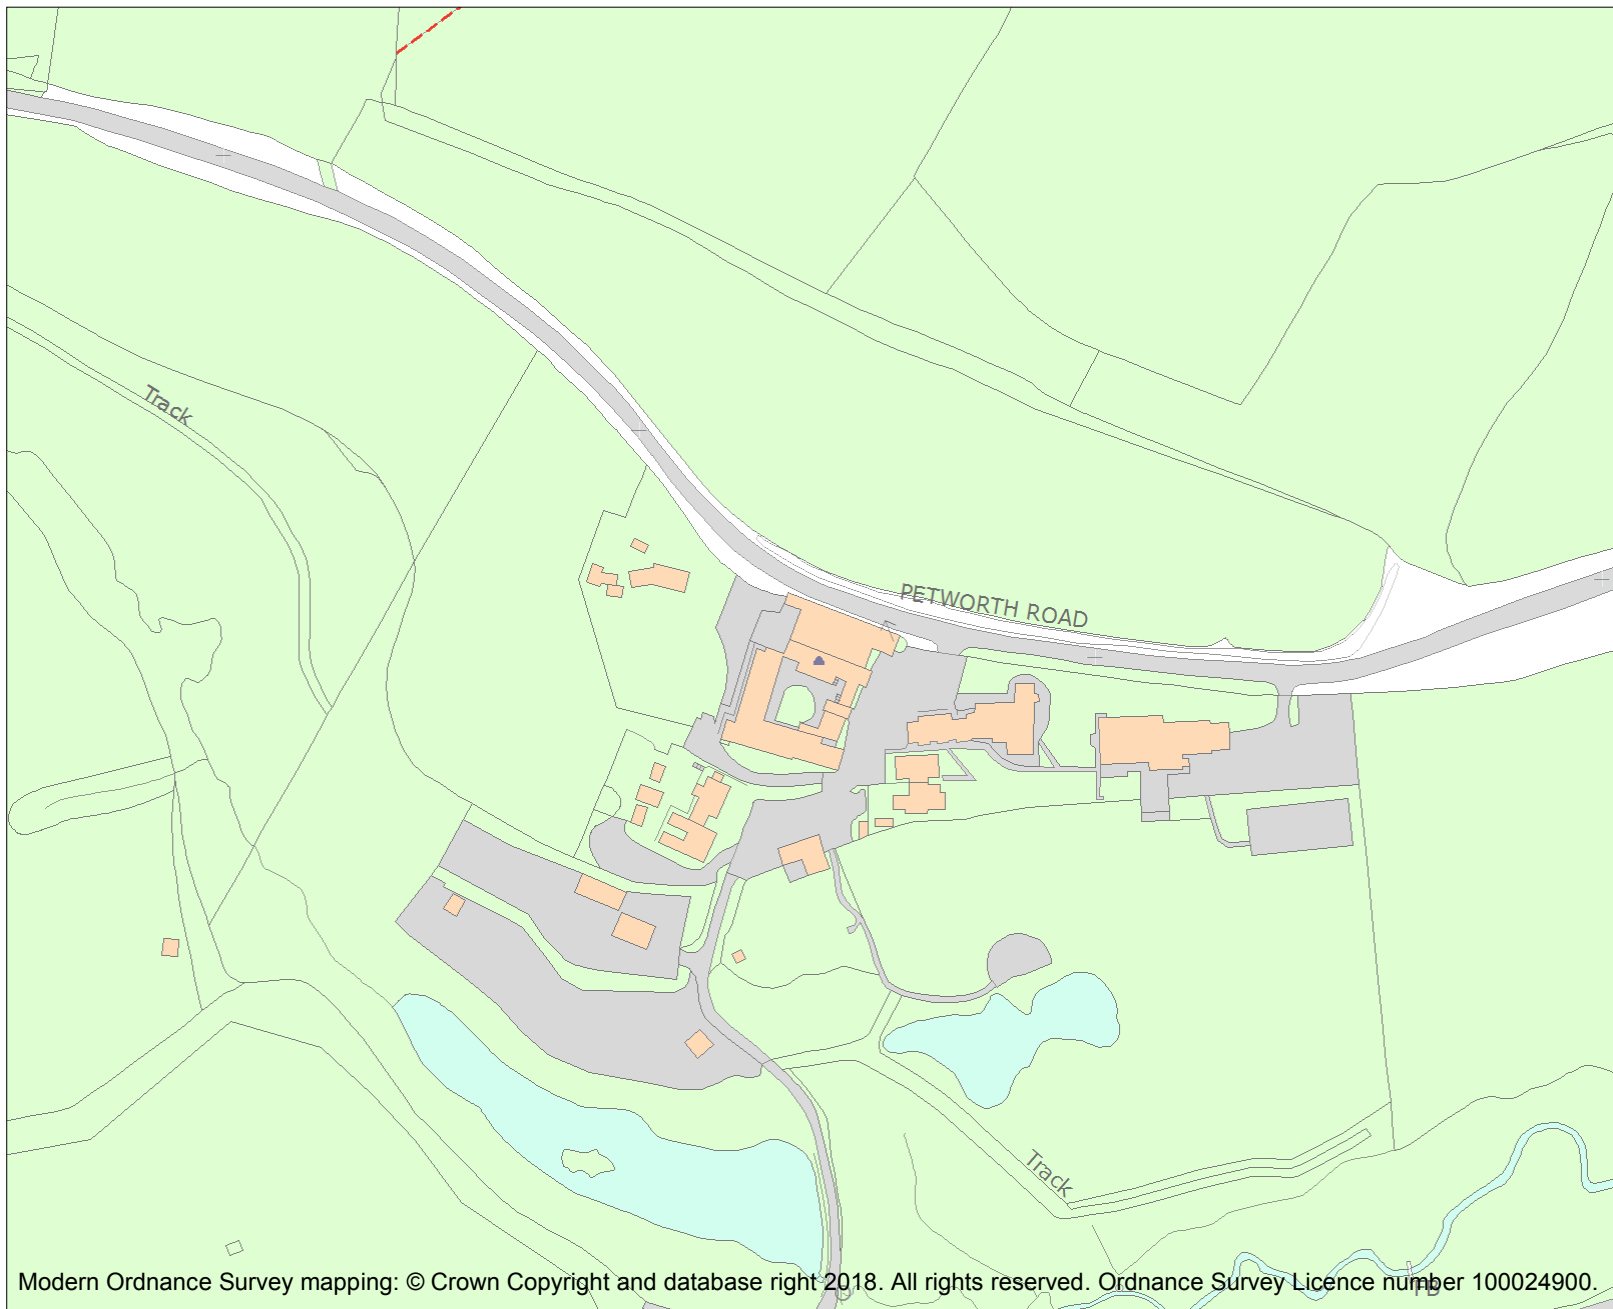 Track
PETWORTH ROAD
Track
FB
Modern Ordnance Survey mapping: © Crown Copyright and database right 2018. All rights reserved. Ordnance Survey Licence number 100024900.